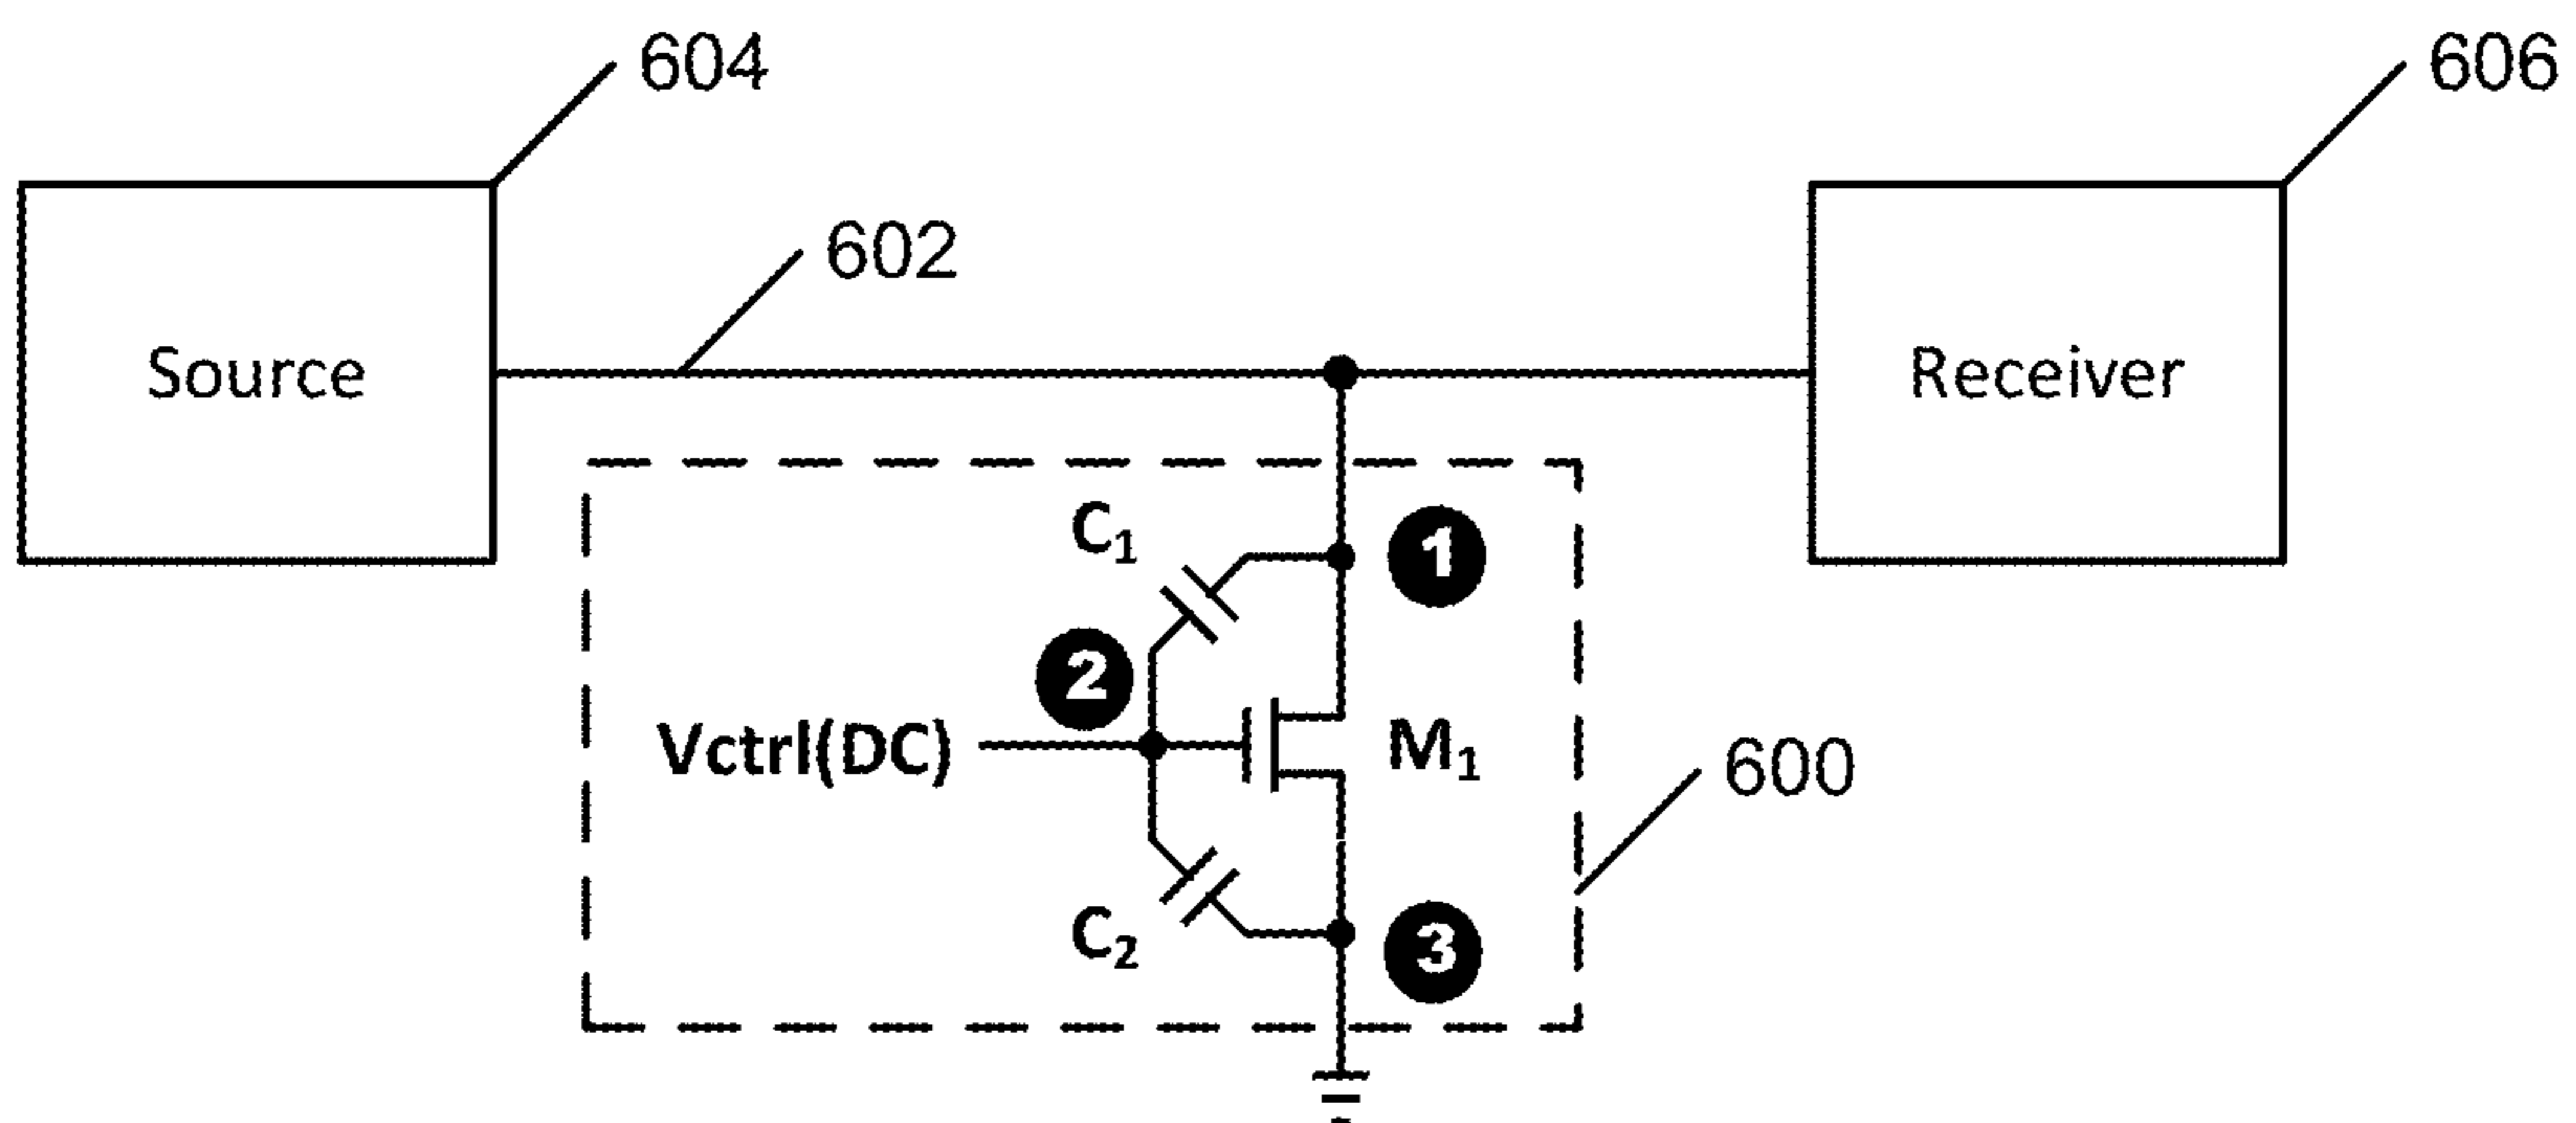 604
606
602
Source
Receiver
C₁
1
2
Vctrl(DC)
M₁
600
C₂
3